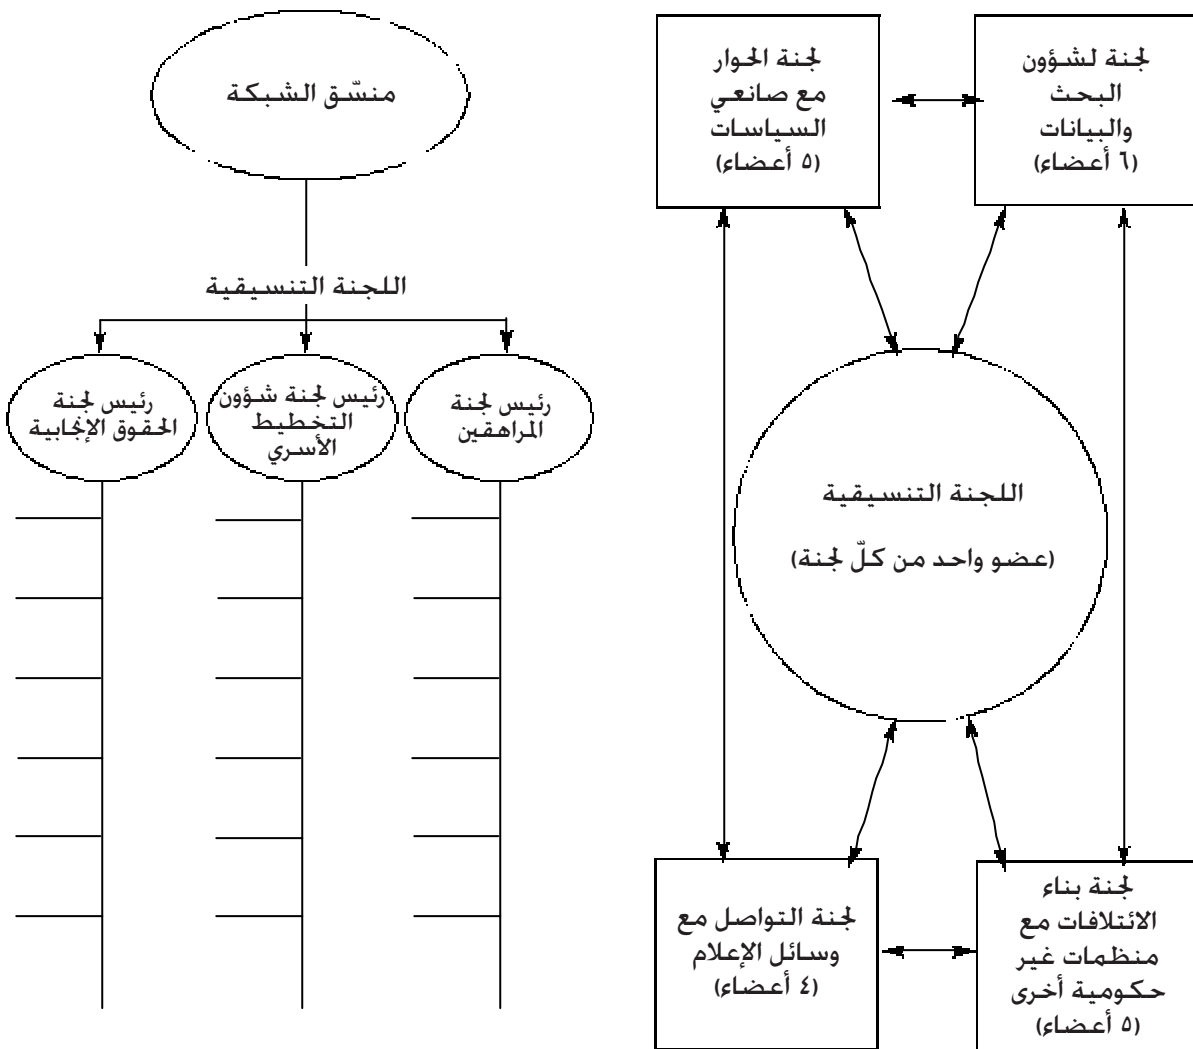 منسّق الشبكة
اللجنة التنسيقية
رئيس لجنة
المراهقين
رئيس لجنة شؤون
التخطيط
الأسري
رئيس لجنة
الحقوق الإنجابية
لجنة لشؤون
البحث
والبيانات
(٦ أعضاء)
لجنة الحوار
مع صانعي
السياسات
(٥ أعضاء)
اللجنة التنسيقية
(عضو واحد من كلّ لجنة)
لجنة بناء
الائتلافات مع
منظمات غير
حكومية أخرى
(٥ أعضاء)
لجنة التواصل مع
وسائل الإعلام
(٤ أعضاء)